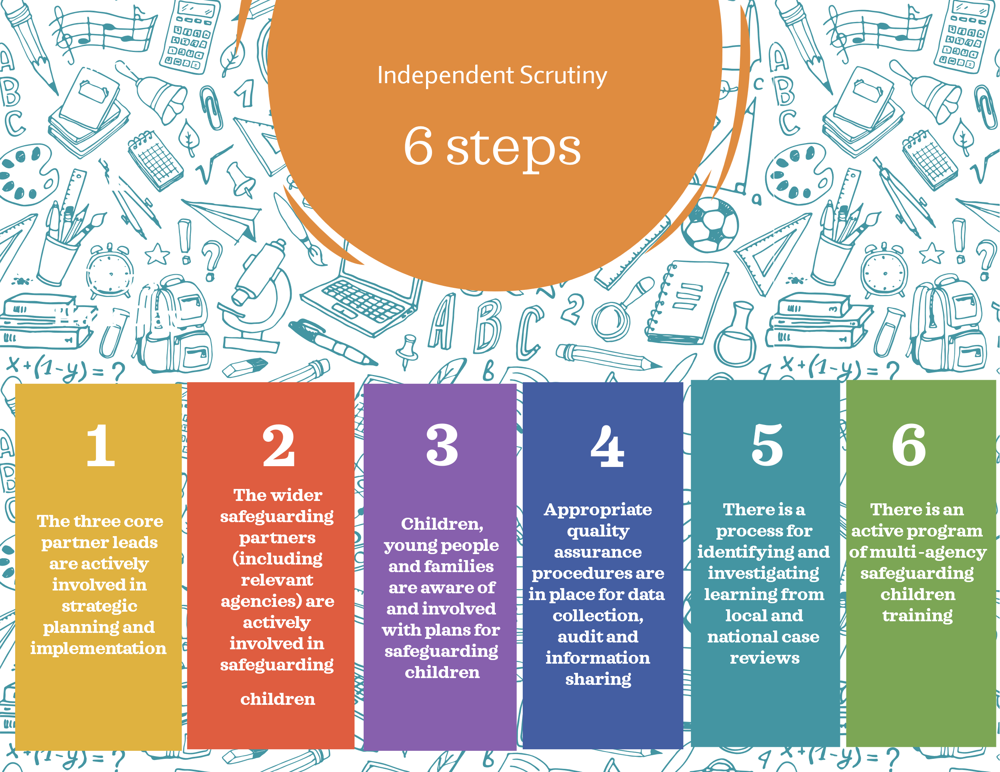 Independent Scrutiny
6 steps
1
The three core
partner leads
are actively
involved in
strategic
planning and
implementation
2
The wider
safeguarding
partners
(including
relevant
agencies) are
actively
involved in
safeguarding
children
3
Children,
young people
and families
are aware of
and involved
with plans for
safeguarding
children
4
Appropriate
quality
assurance
procedures are
in place for data
collection,
audit and
information
sharing
5
There is a
process for
identifying and
investigating
learning from
local and
national case
reviews
6
There is an
active program
of multi-agency
safeguarding
children
training